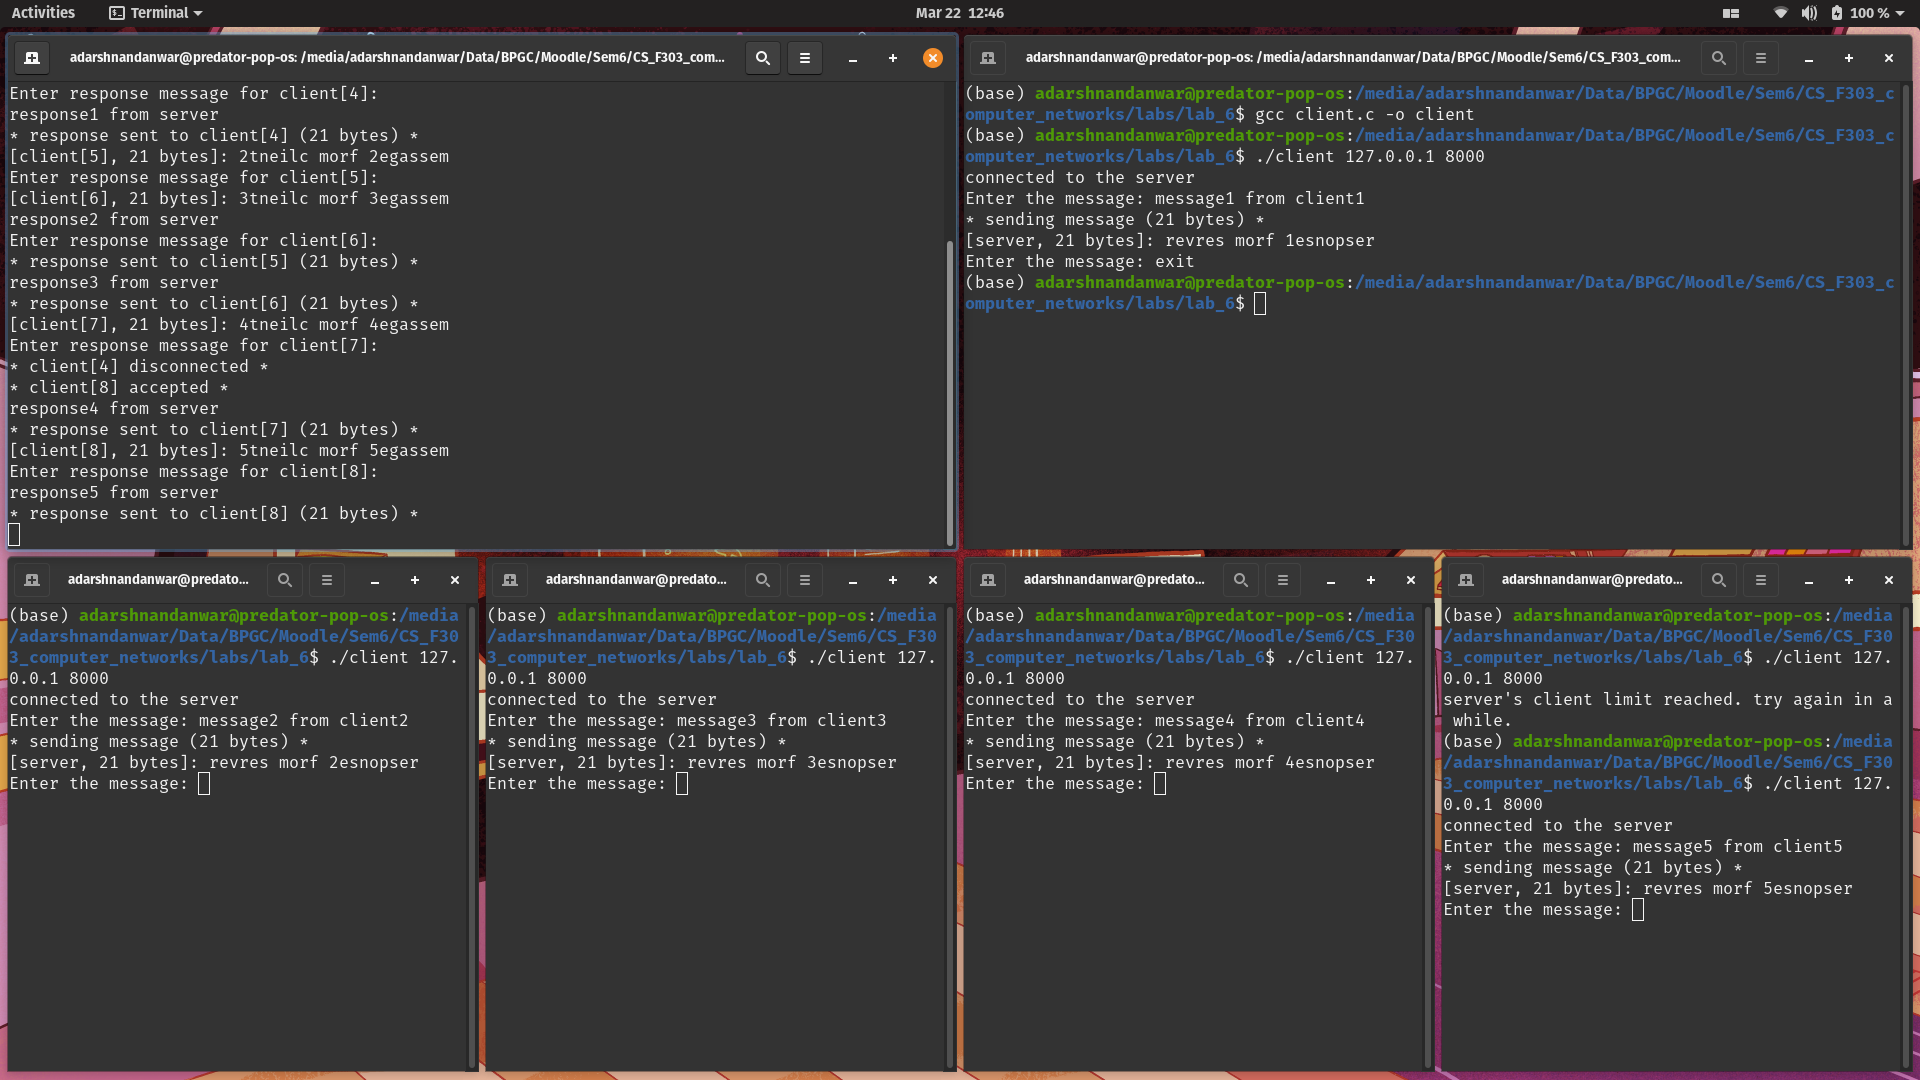 Activities
Terminal
Mar 22 12:46
100 %
adarshnandanwar@predator-pop-os: /media/adarshnandanwar/Data/BPGC/Moodle/Sem6/CS_F303_com...
Enter response message for client[4]:
response1 from server
* response sent to client[4] (21 bytes) *
[client[5], 21 bytes]: 2tneilc morf 2egassem
Enter response message for client[5]:
[client[6], 21 bytes]: 3tneilc morf 3egassem
response2 from server
Enter response message for client[6]:
* response sent to client[5] (21 bytes) *
response3 from server
* response sent to client[6] (21 bytes) *
[client[7], 21 bytes]: 4tneilc morf 4egassem
Enter response message for client[7]:
* client[4] disconnected *
* client[8] accepted *
response4 from server
* response sent to client[7] (21 bytes) *
[client[8], 21 bytes]: 5tneilc morf 5egassem
Enter response message for client[8]:
response5 from server
* response sent to client[8] (21 bytes) *
adarshnandanwar@predator-pop-os: /media/adarshnandanwar/Data/BPGC/Moodle/Sem6/CS_F303_com...
(base) adarshnandanwar@predator-pop-os:/media/adarshnandanwar/Data/BPGC/Moodle/Sem6/CS_F303_c
omputer_networks/labs/lab_6$ gcc client.c -o client
(base) adarshnandanwar@predator-pop-os:/media/adarshnandanwar/Data/BPGC/Moodle/Sem6/CS_F303_c
omputer_networks/labs/lab_6$ ./client 127.0.0.1 8000
connected to the server
Enter the message: message1 from client1
* sending message (21 bytes) *
[server, 21 bytes]: revres morf 1esnopser
Enter the message: exit
(base) adarshnandanwar@predator-pop-os:/media/adarshnandanwar/Data/BPGC/Moodle/Sem6/CS_F303_c
omputer_networks/labs/lab_6$
adarshnandanwar@predato...
(base) adarshnandanwar@predator-pop-os:/media
/adarshnandanwar/Data/BPGC/Moodle/Sem6/CS_F30
3_computer_networks/labs/lab_6$ ./client 127.
0.0.1 8000
connected to the server
Enter the message: message2 from client2
* sending message (21 bytes) *
[server, 21 bytes]: revres morf 2esnopser
Enter the message:
adarshnandanwar@predato...
(base) adarshnandanwar@predator-pop-os:/media
/adarshnandanwar/Data/BPGC/Moodle/Sem6/CS_F30
3_computer_networks/labs/lab_6$ ./client 127.
0.0.1 8000
connected to the server
Enter the message: message3 from client3
* sending message (21 bytes) *
[server, 21 bytes]: revres morf 3esnopser
Enter the message:
adarshnandanwar@predato...
(base) adarshnandanwar@predator-pop-os:/media
/adarshnandanwar/Data/BPGC/Moodle/Sem6/CS_F30
3_computer_networks/labs/lab_6$ ./client 127.
0.0.1 8000
connected to the server
Enter the message: message4 from client4
* sending message (21 bytes) *
[server, 21 bytes]: revres morf 4esnopser
Enter the message:
adarshnandanwar@predato...
(base) adarshnandanwar@predator-pop-os:/media
/adarshnandanwar/Data/BPGC/Moodle/Sem6/CS_F30
3_computer_networks/labs/lab_6$ ./client 127.
0.0.1 8000
server's client limit reached. try again in a
 while.
(base) adarshnandanwar@predator-pop-os:/media
/adarshnandanwar/Data/BPGC/Moodle/Sem6/CS_F30
3_computer_networks/labs/lab_6$ ./client 127.
0.0.1 8000
connected to the server
Enter the message: message5 from client5
* sending message (21 bytes) *
[server, 21 bytes]: revres morf 5esnopser
Enter the message: